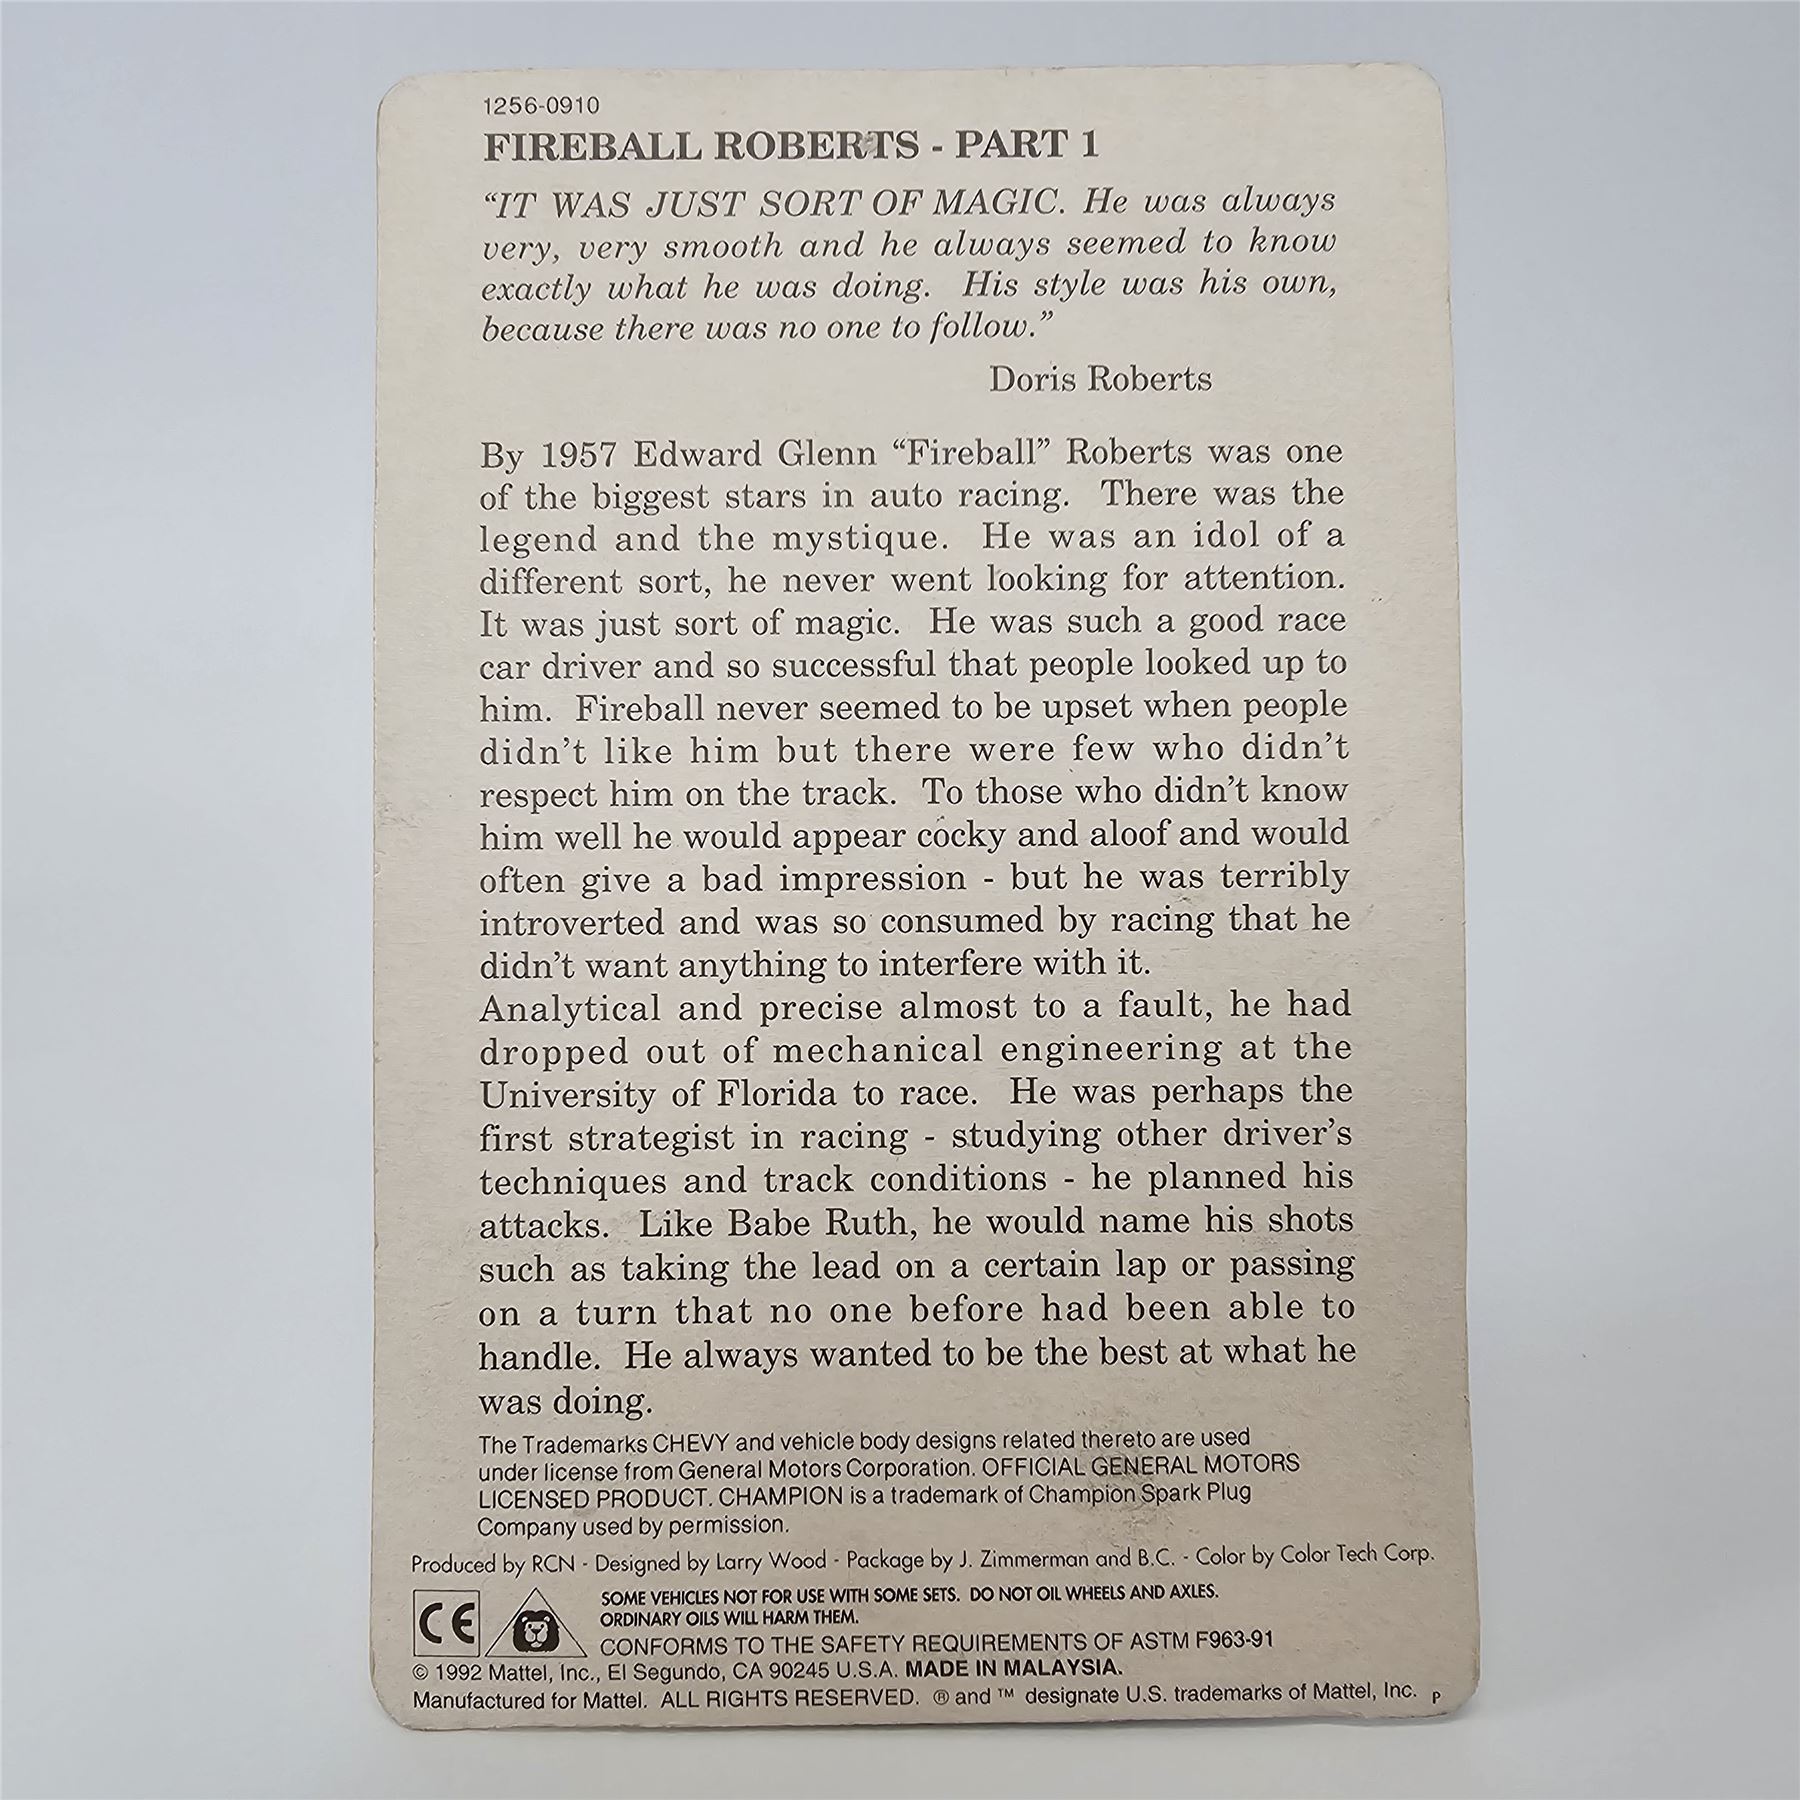 1256-0910
FIREBALL ROBERTS - PART 1
“IT WAS JUST SORT OF MAGIC. He was always
very, very smooth and he always seemed to know
exactly what he was doing. His style was his own,
because there was no one to follow.”
Doris Roberts
By 1957 Edward Glenn “Fireball” Roberts was one
of the biggest stars in auto racing. There was the
legend and the mystique. He was an idol of a
different sort, he never went looking for attention.
It was just sort of magic. He was such a good race
car driver and so successful that people looked up to
him. Fireball never seemed to be upset when people
didn’t like him but there were few who didn’t
respect him on the track. To those who didn’t know
him well he would appear cocky and aloof and would
often give a bad impression - but he was terribly
introverted and was so consumed by racing that he
didn’t want anything to interfere with it.
Analytical and precise almost to a fault, he had
dropped out of mechanical engineering at the
University of Florida to race. He was perhaps the
first strategist in racing - studying other driver’s
techniques and track conditions - he planned his
attacks. Like Babe Ruth, he would name his shots
such as taking the lead on a certain lap or passing
on a turn that no one before had been able to
handle. He always wanted to be the best at what he
was doing.
The Trademarks CHEVY and vehicle body designs related thereto are used
under license from General Motors Corporation. OFFICIAL GENERAL MOTORS
LICENSED PRODUCT. CHAMPION is a trademark of Champion Spark Plug
Company used by permission.
Produced by RCN - Designed by Larry Wood - Package by J. Zimmerman and B.C. - Color by Color Tech Corp.
CE
SOME VEHICLES NOT FOR USE WITH SOME SETS. DO NOT OIL WHEELS AND AXLES.
ORDINARY OILS WILL HARM THEM.
CONFORMS TO THE SAFETY REQUIREMENTS OF ASTM F963-91
© 1992 Mattel, Inc., El Segundo, CA 90245 U.S.A. MADE IN MALAYSIA.
Manufactured for Mattel. ALL RIGHTS RESERVED. ® and ™ designate U.S. trademarks of Mattel, Inc. P